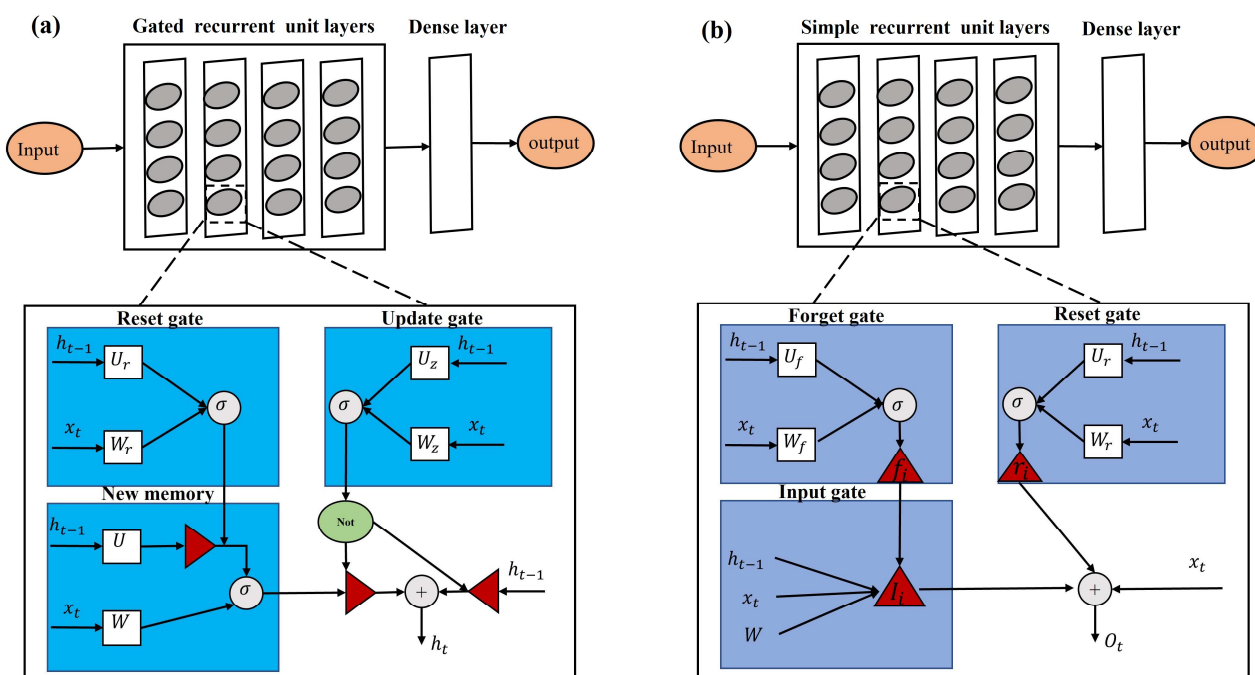 (a)
Gated recurrent unit layers
Dense layer
Input
output
Reset gate
Update gate
h_{t-1}
U_r
σ
x_t
W_r
U_z
h_{t-1}
σ
W_z
x_t
New memory
h_{t-1}
U
σ
x_t
W
Not
h_{t-1}
+
h_t
(b)
Simple recurrent unit layers
Dense layer
Input
output
Forget gate
Reset gate
h_{t-1}
U_f
σ
x_t
W_f
f_i
U_r
h_{t-1}
σ
W_r
x_t
r_i
Input gate
h_{t-1}
x_t
W
I_i
x_t
+
O_t